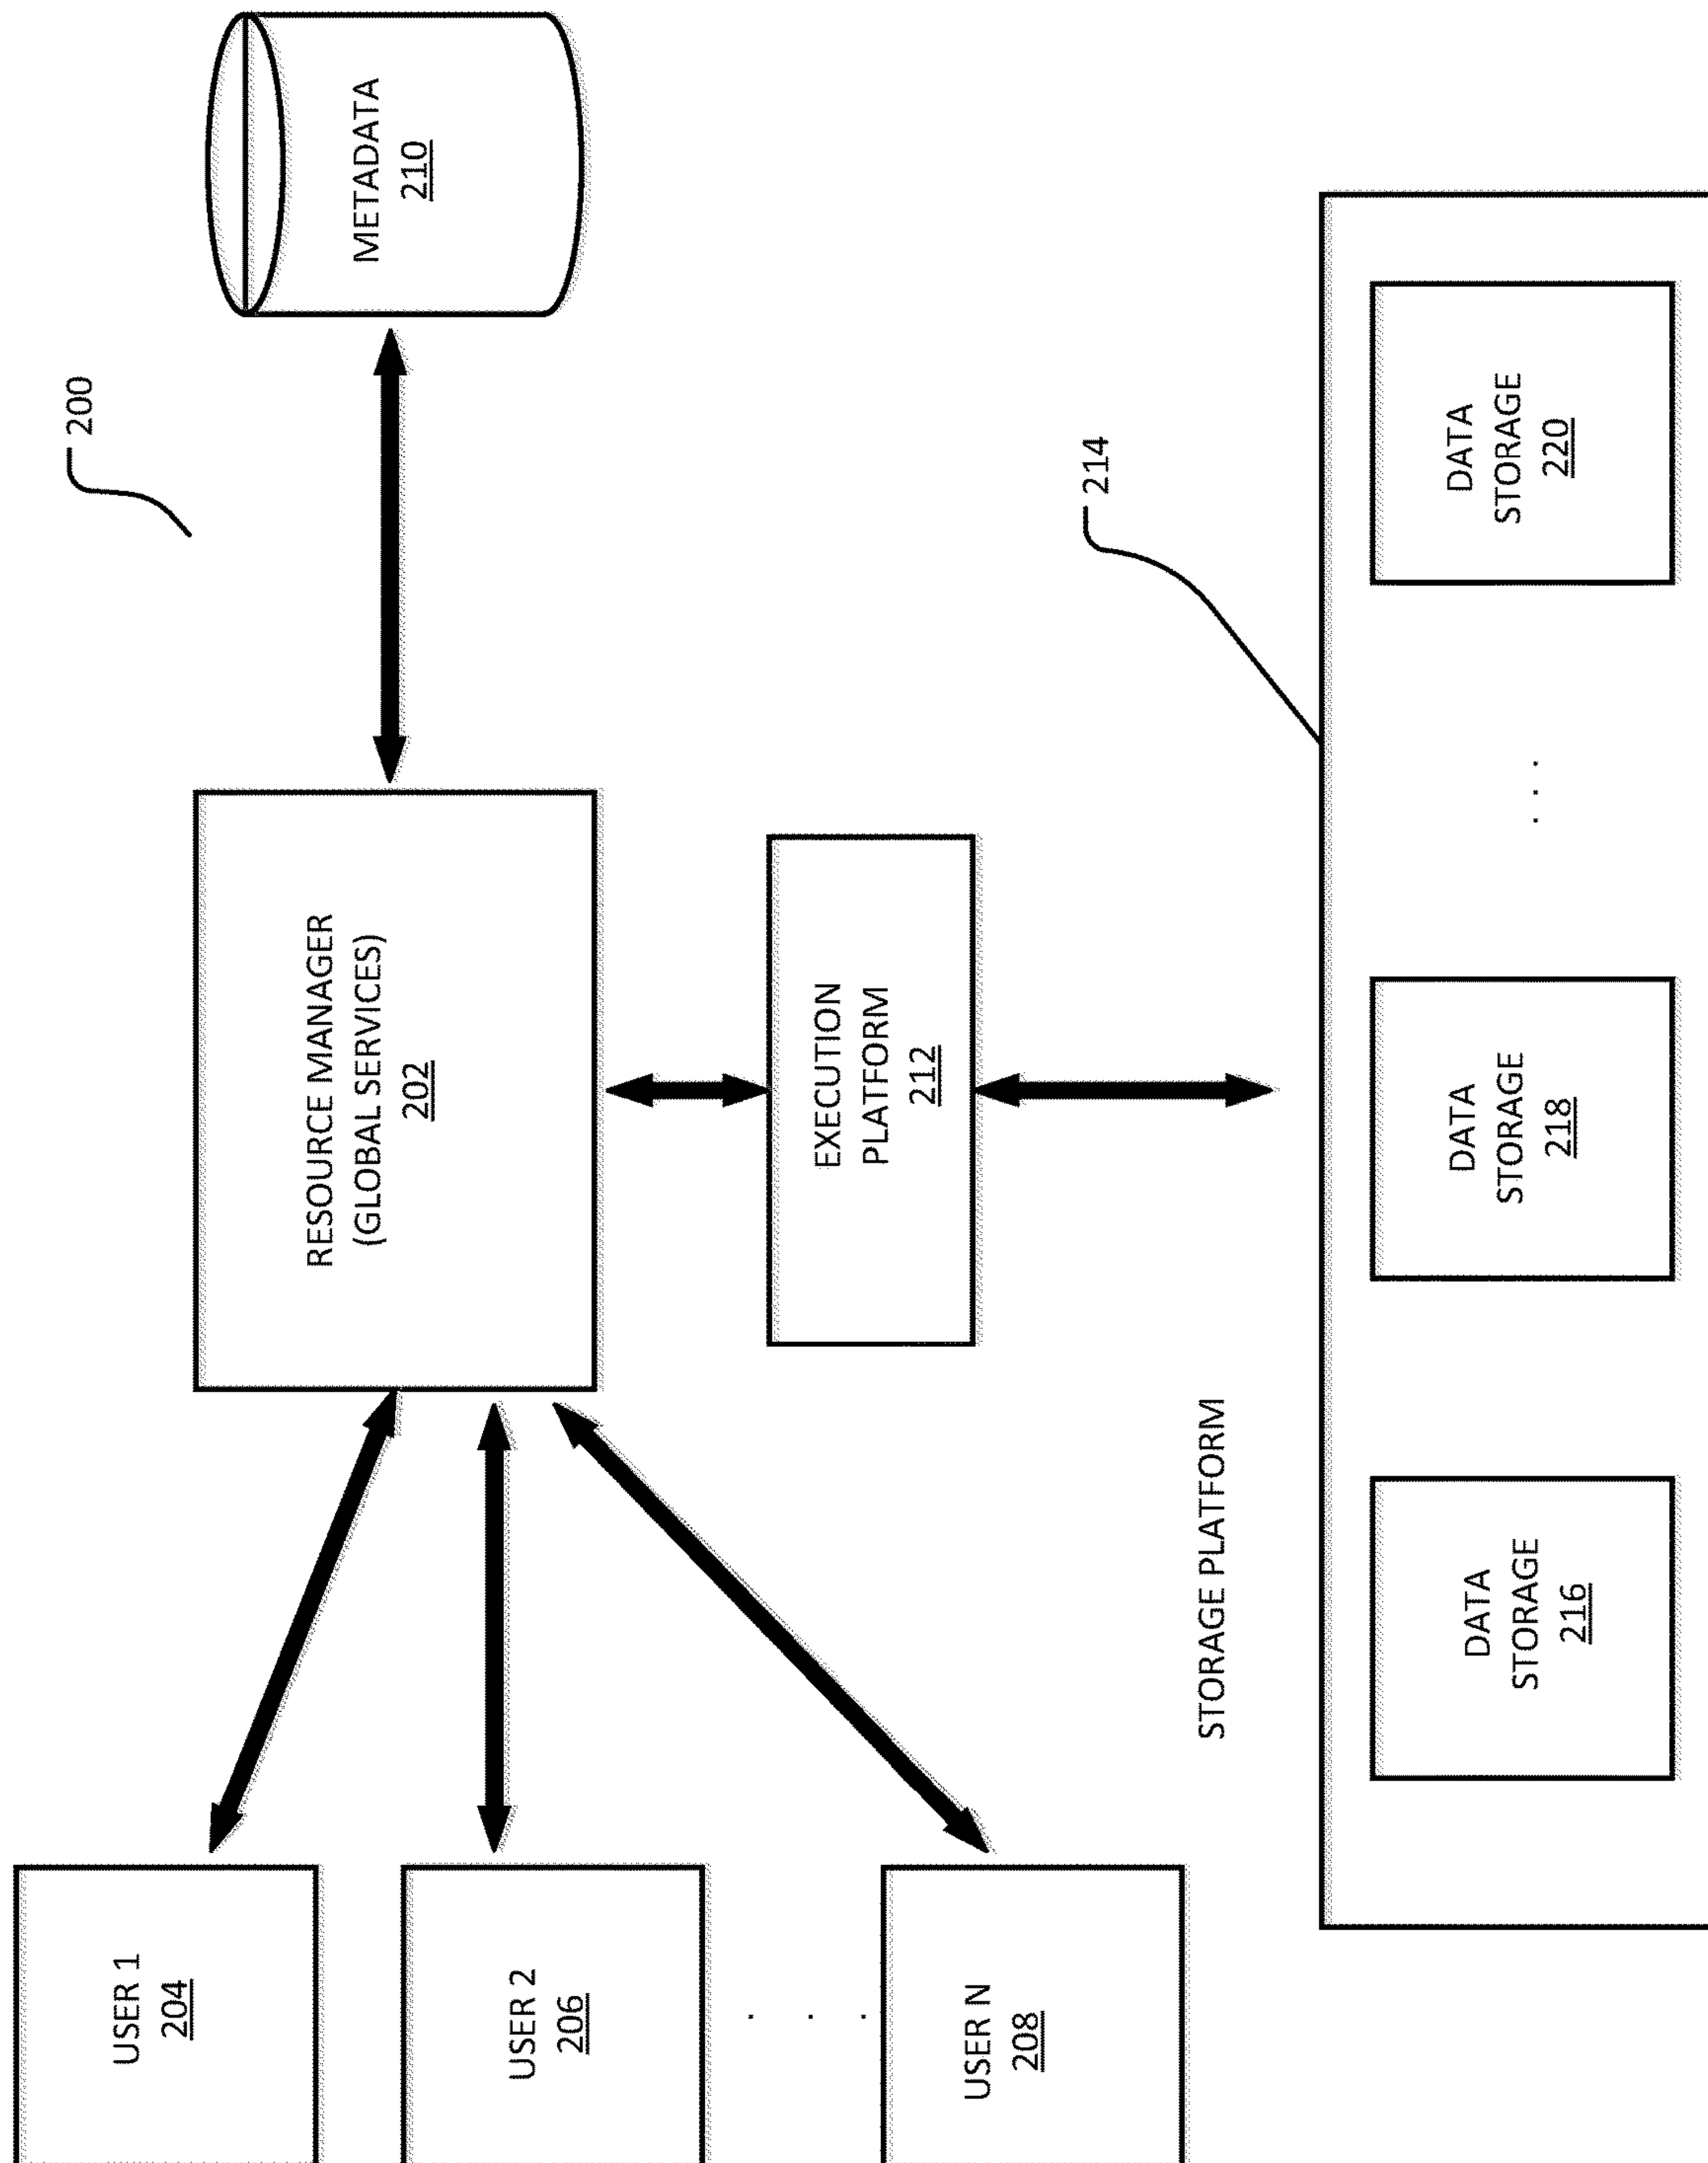 200
USER 1
204
USER 2
206
. . .
USER N
208
RESOURCE MANAGER
(GLOBAL SERVICES)
202
METADATA
210
EXECUTION
PLATFORM
212
STORAGE PLATFORM
214
DATA
STORAGE
216
DATA
STORAGE
218
. . .
DATA
STORAGE
220